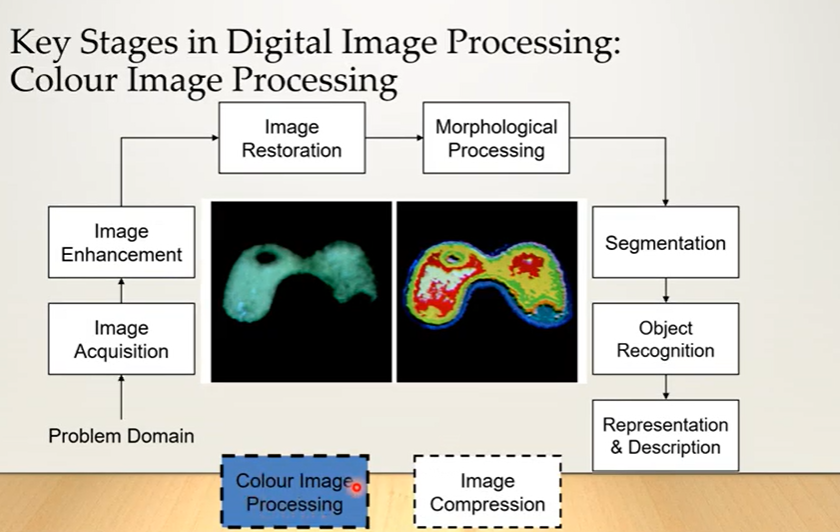 Key Stages in Digital Image Processing:
Colour Image Processing
Image
Restoration
Morphological
Processing
Image
Enhancement
Segmentation
Image
Acquisition
Object
Recognition
Problem Domain
Representation
& Description
Colour Image
Processing
Image
Compression